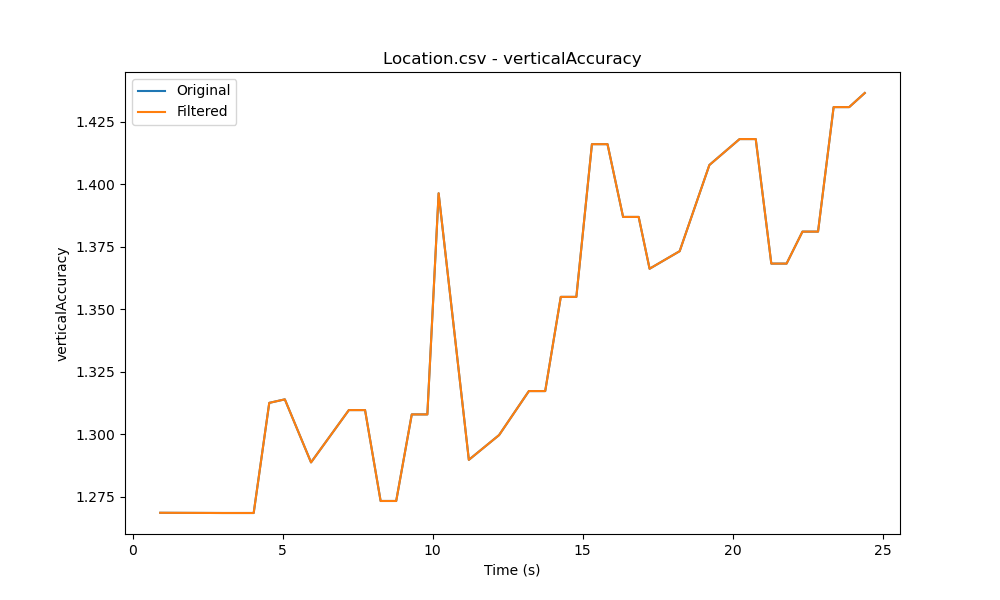 Location.csv - verticalAccuracy
Original
Filtered
1.425
1.400
1.375
1.350
1.325
1.300
1.275
verticalAccuracy
0 5 10 15 20 25
Time (s)